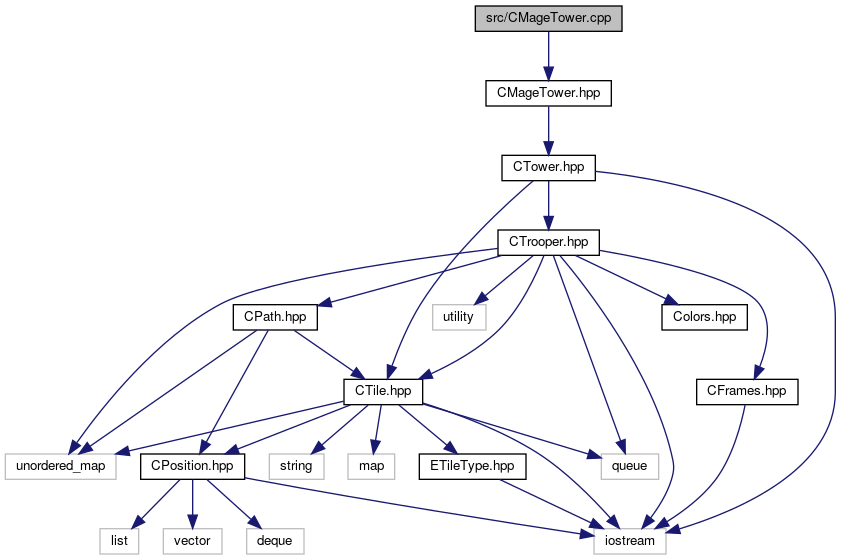 src/CMageTower.cpp
CMageTower.hpp
CTower.hpp
CTrooper.hpp
CPath.hpp
utility
Colors.hpp
CTile.hpp
CFrames.hpp
unordered_map
CPosition.hpp
string
map
ETileType.hpp
queue
list
vector
deque
iostream